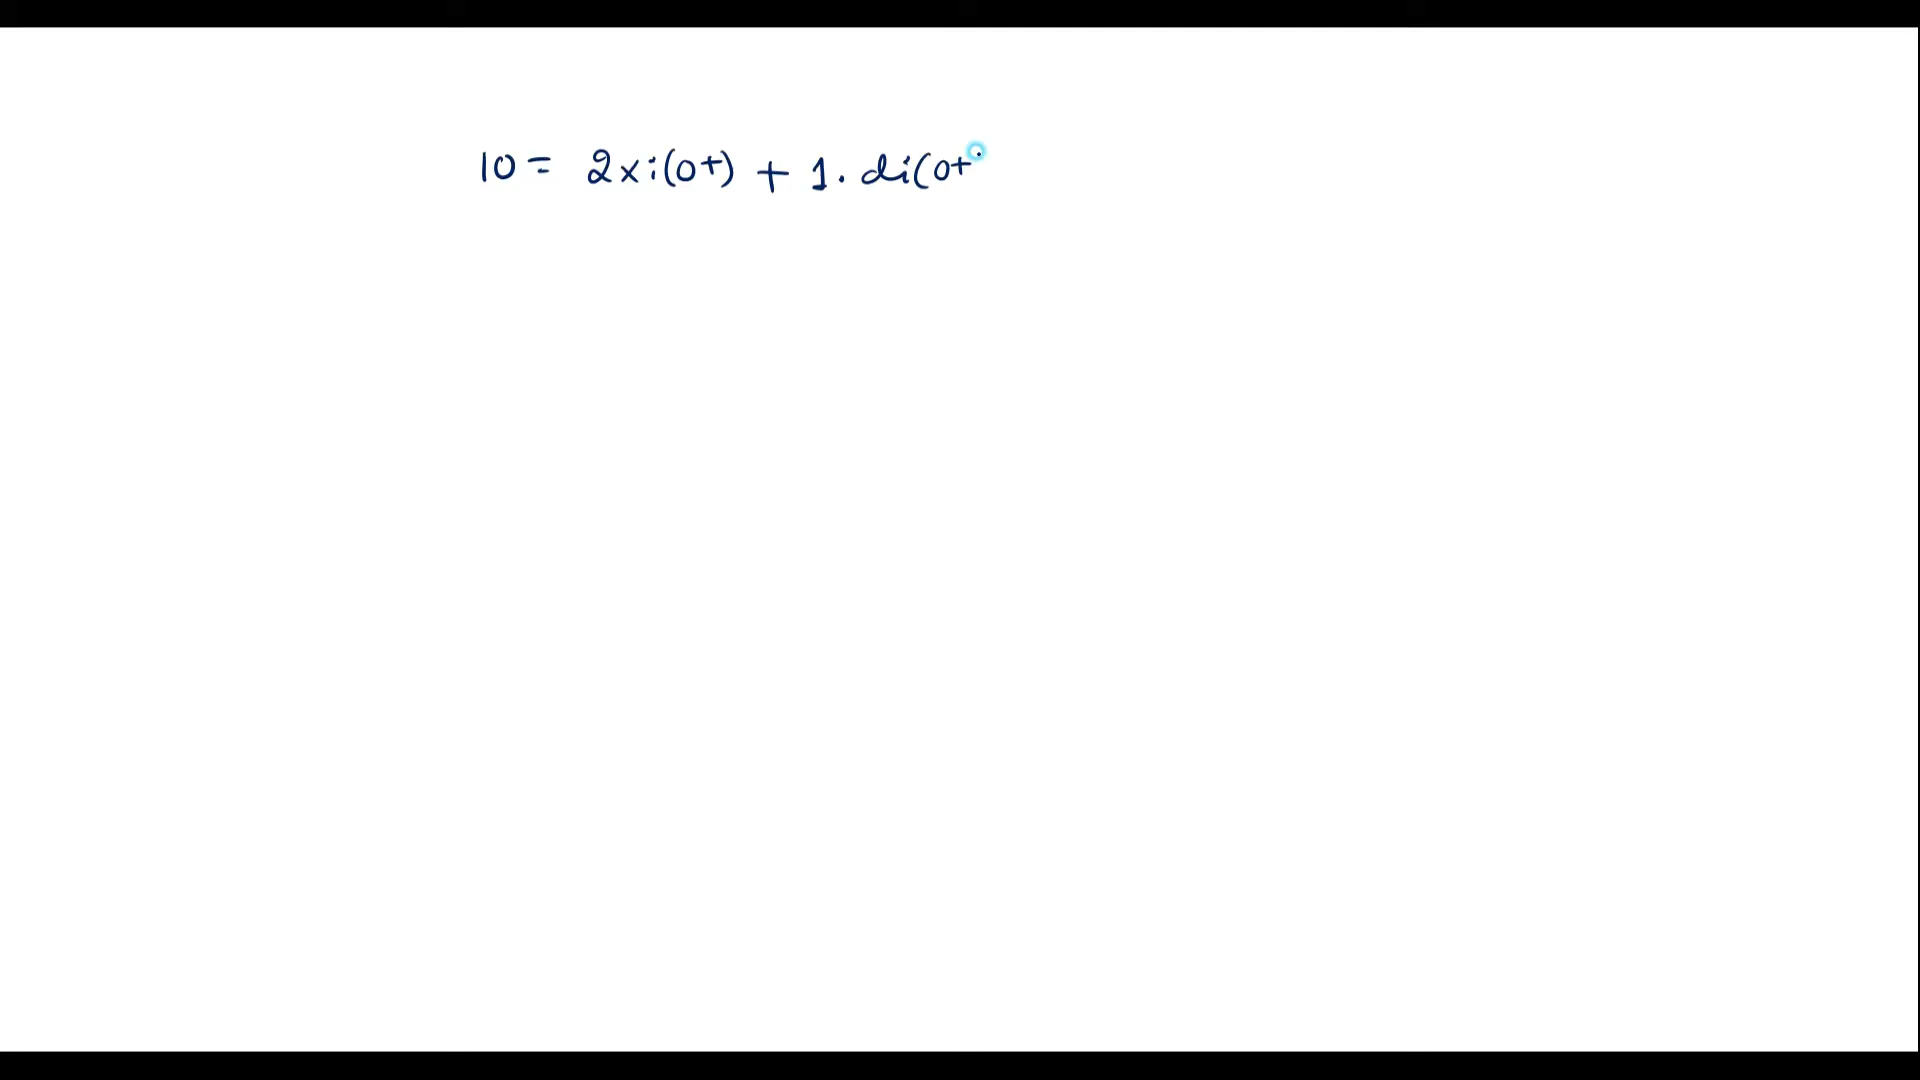 10 = 2 x i(0+) + 1. di(0+